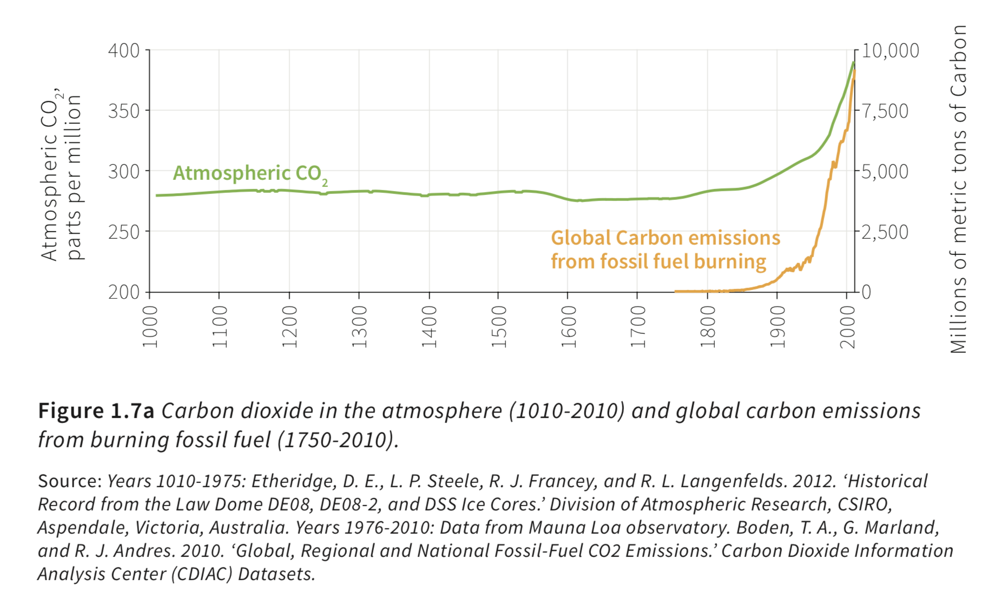 Atmospheric CO2,
parts per million
400
350
300
250
200
10,000
7,500
5,000
2,500
0
Millions of metric tons of Carbon
Atmospheric CO2
Global Carbon emissions
from fossil fuel burning
1000
1100
1200
1300
1400
1500
1600
1700
1800
1900
2000
Figure 1.7a Carbon dioxide in the atmosphere (1010-2010) and global carbon emissions
from burning fossil fuel (1750-2010).
Source: Years 1010-1975: Etheridge, D. E., L. P. Steele, R. J. Francey, and R. L. Langenfelds. 2012. ‘Historical
Record from the Law Dome DE08, DE08-2, and DSS Ice Cores.’ Division of Atmospheric Research, CSIRO,
Aspendale, Victoria, Australia. Years 1976-2010: Data from Mauna Loa observatory. Boden, T. A., G. Marland,
and R. J. Andres. 2010. ‘Global, Regional and National Fossil-Fuel CO2 Emissions.’ Carbon Dioxide Information
Analysis Center (CDIAC) Datasets.